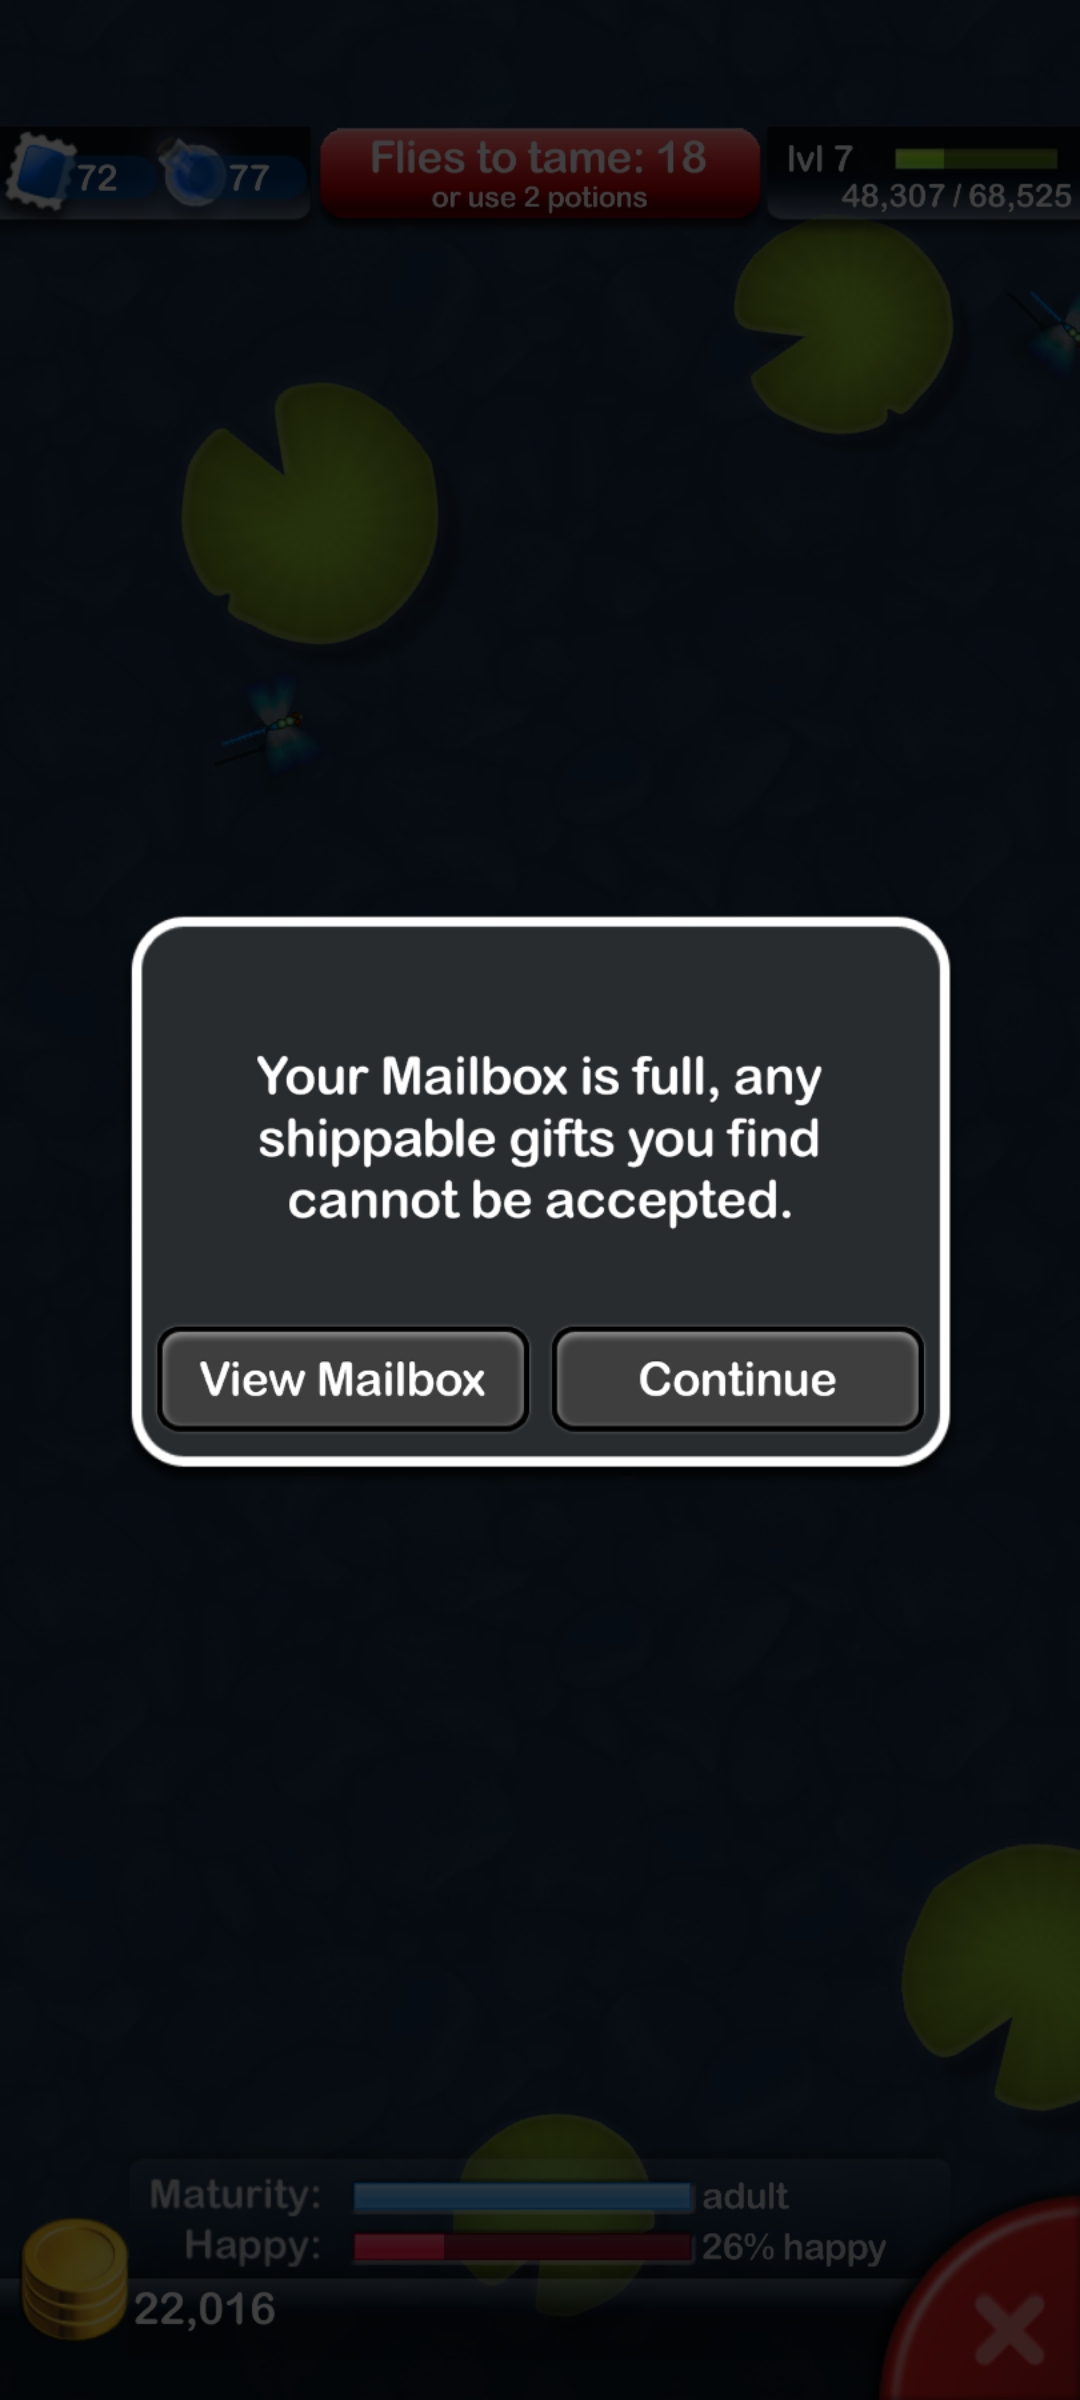 72
77
Flies to tame: 18
or use 2 potions
lvl 7
48,307 / 68,525
Your Mailbox is full, any
shippable gifts you find
cannot be accepted.
View Mailbox
Continue
Maturity:
adult
Happy:
26% happy
22,016